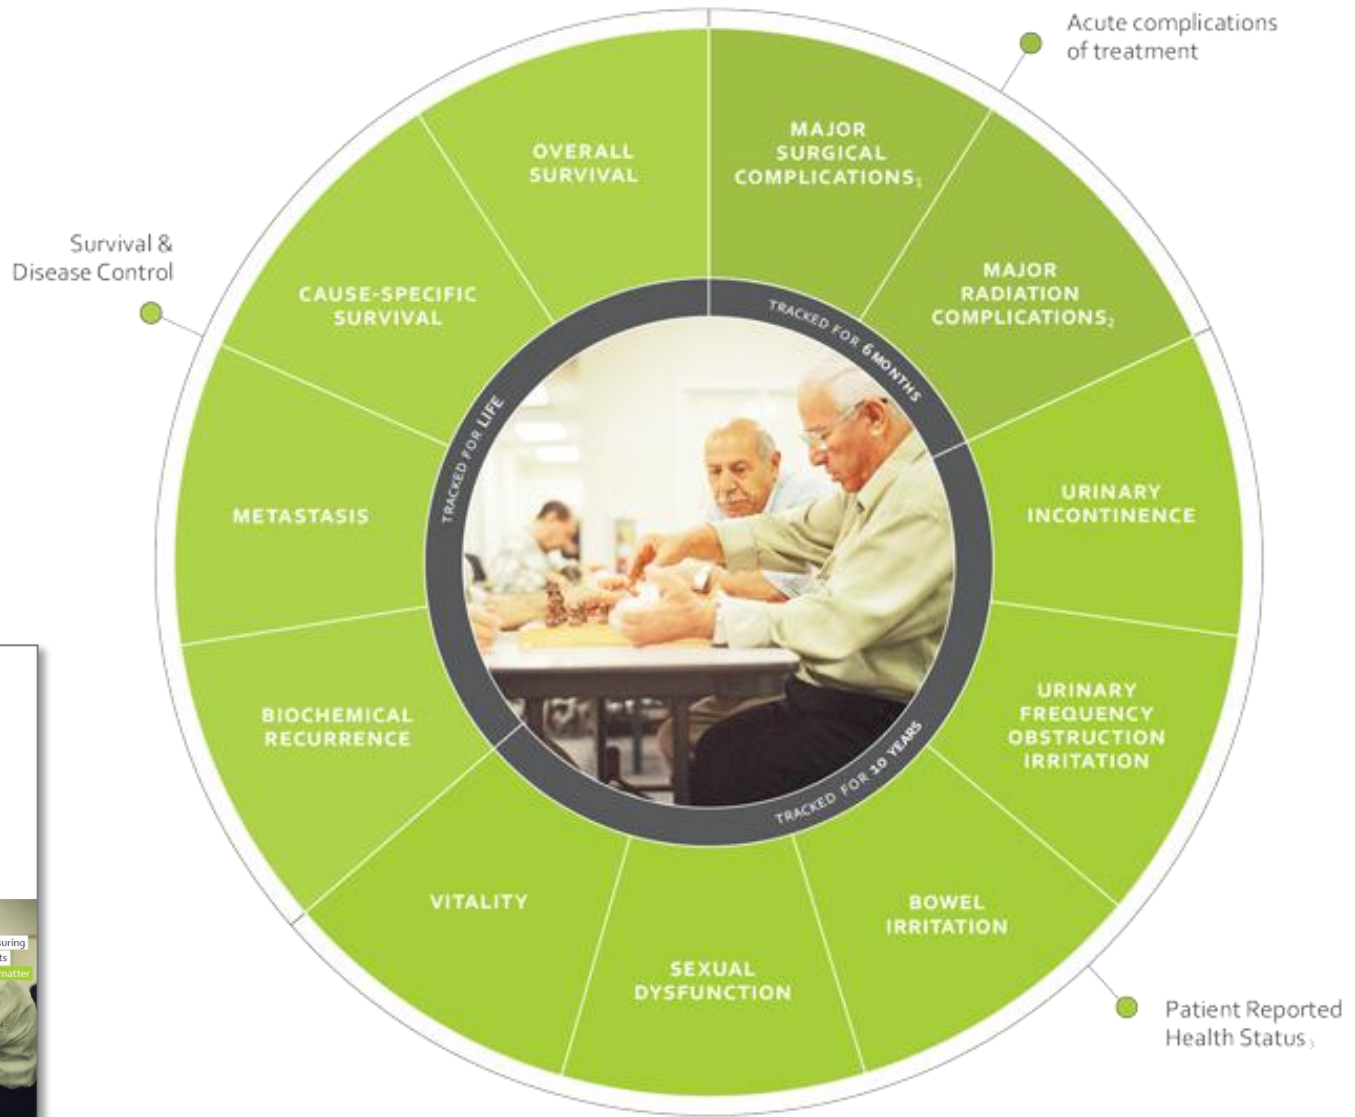 Acute complications
of treatment
MAJOR
SURGICAL
COMPLICATIONS₁
OVERALL
SURVIVAL
MAJOR
RADIATION
COMPLICATIONS₂
Survival &
Disease Control
CAUSE-SPECIFIC
SURVIVAL
TRACKED FOR 6 MONTHS
TRACKED FOR LIFE
METASTASIS
URINARY
INCONTINENCE
URINARY
FREQUENCY
OBSTRUCTION
IRRITATION
BIOCHEMICAL
RECURRENCE
TRACKED FOR 10 YEARS
VITALITY
BOWEL
IRRITATION
SEXUAL
DYSFUNCTION
matter
Patient Reported
Health Status₃